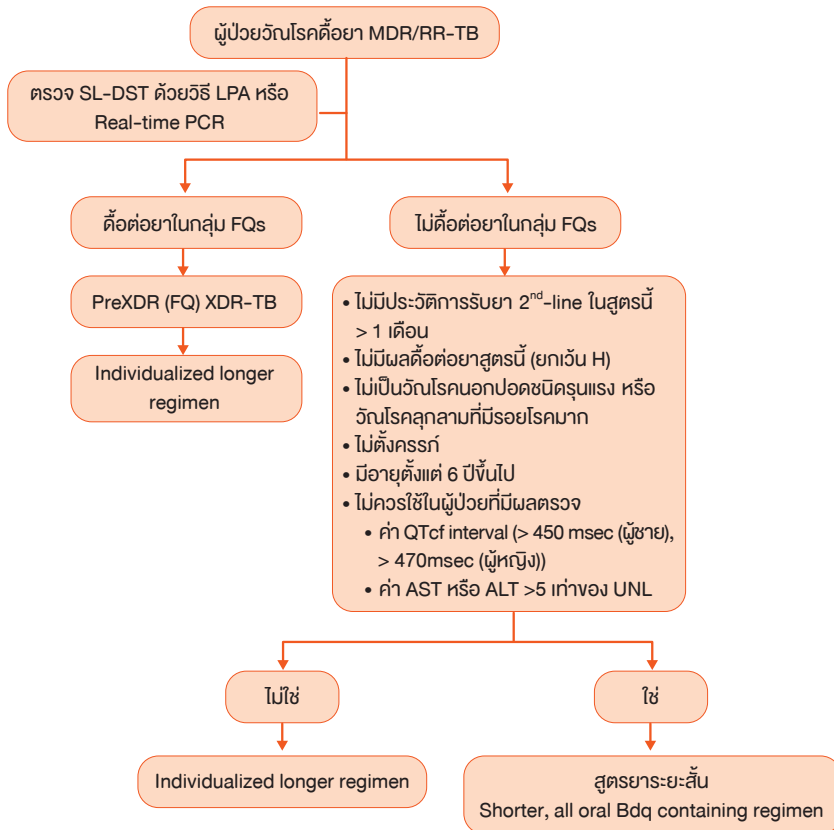 ผู้ป่วยวัณโรคดื้อยา MDR/RR-TB
ตรวจ SL-DST ด้วยวิธี LPA หรือ
Real-time PCR
ดื้อต่อยาในกลุ่ม FQs
ไม่ดื้อต่อยาในกลุ่ม FQs
PreXDR (FQ) XDR-TB
Individualized longer
regimen
• ไม่มีประวัติการรับยา 2nd-line ในสูตรนี้
> 1 เดือน
• ไม่มีผลดื้อต่อยาสูตรนี้ (ยกเว้น H)
• ไม่เป็นวัณโรคนอกปอดชนิดรุนแรง หรือ
วัณโรคลุกลามที่มีรอยโรคมาก
• ไม่ตั้งครรภ์
• มีอายุตั้งแต่ 6 ปีขึ้นไป
• ไม่ควรใช้ในผู้ป่วยที่มีผลตรวจ
• ค่า QTcf interval (> 450 msec (ผู้ชาย),
> 470msec (ผู้หญิง))
• ค่า AST หรือ ALT >5 เท่าของ UNL
ไม่ใช่
ใช่
Individualized longer regimen
สูตรยาระยะสั้น
Shorter, all oral Bdq containing regimen